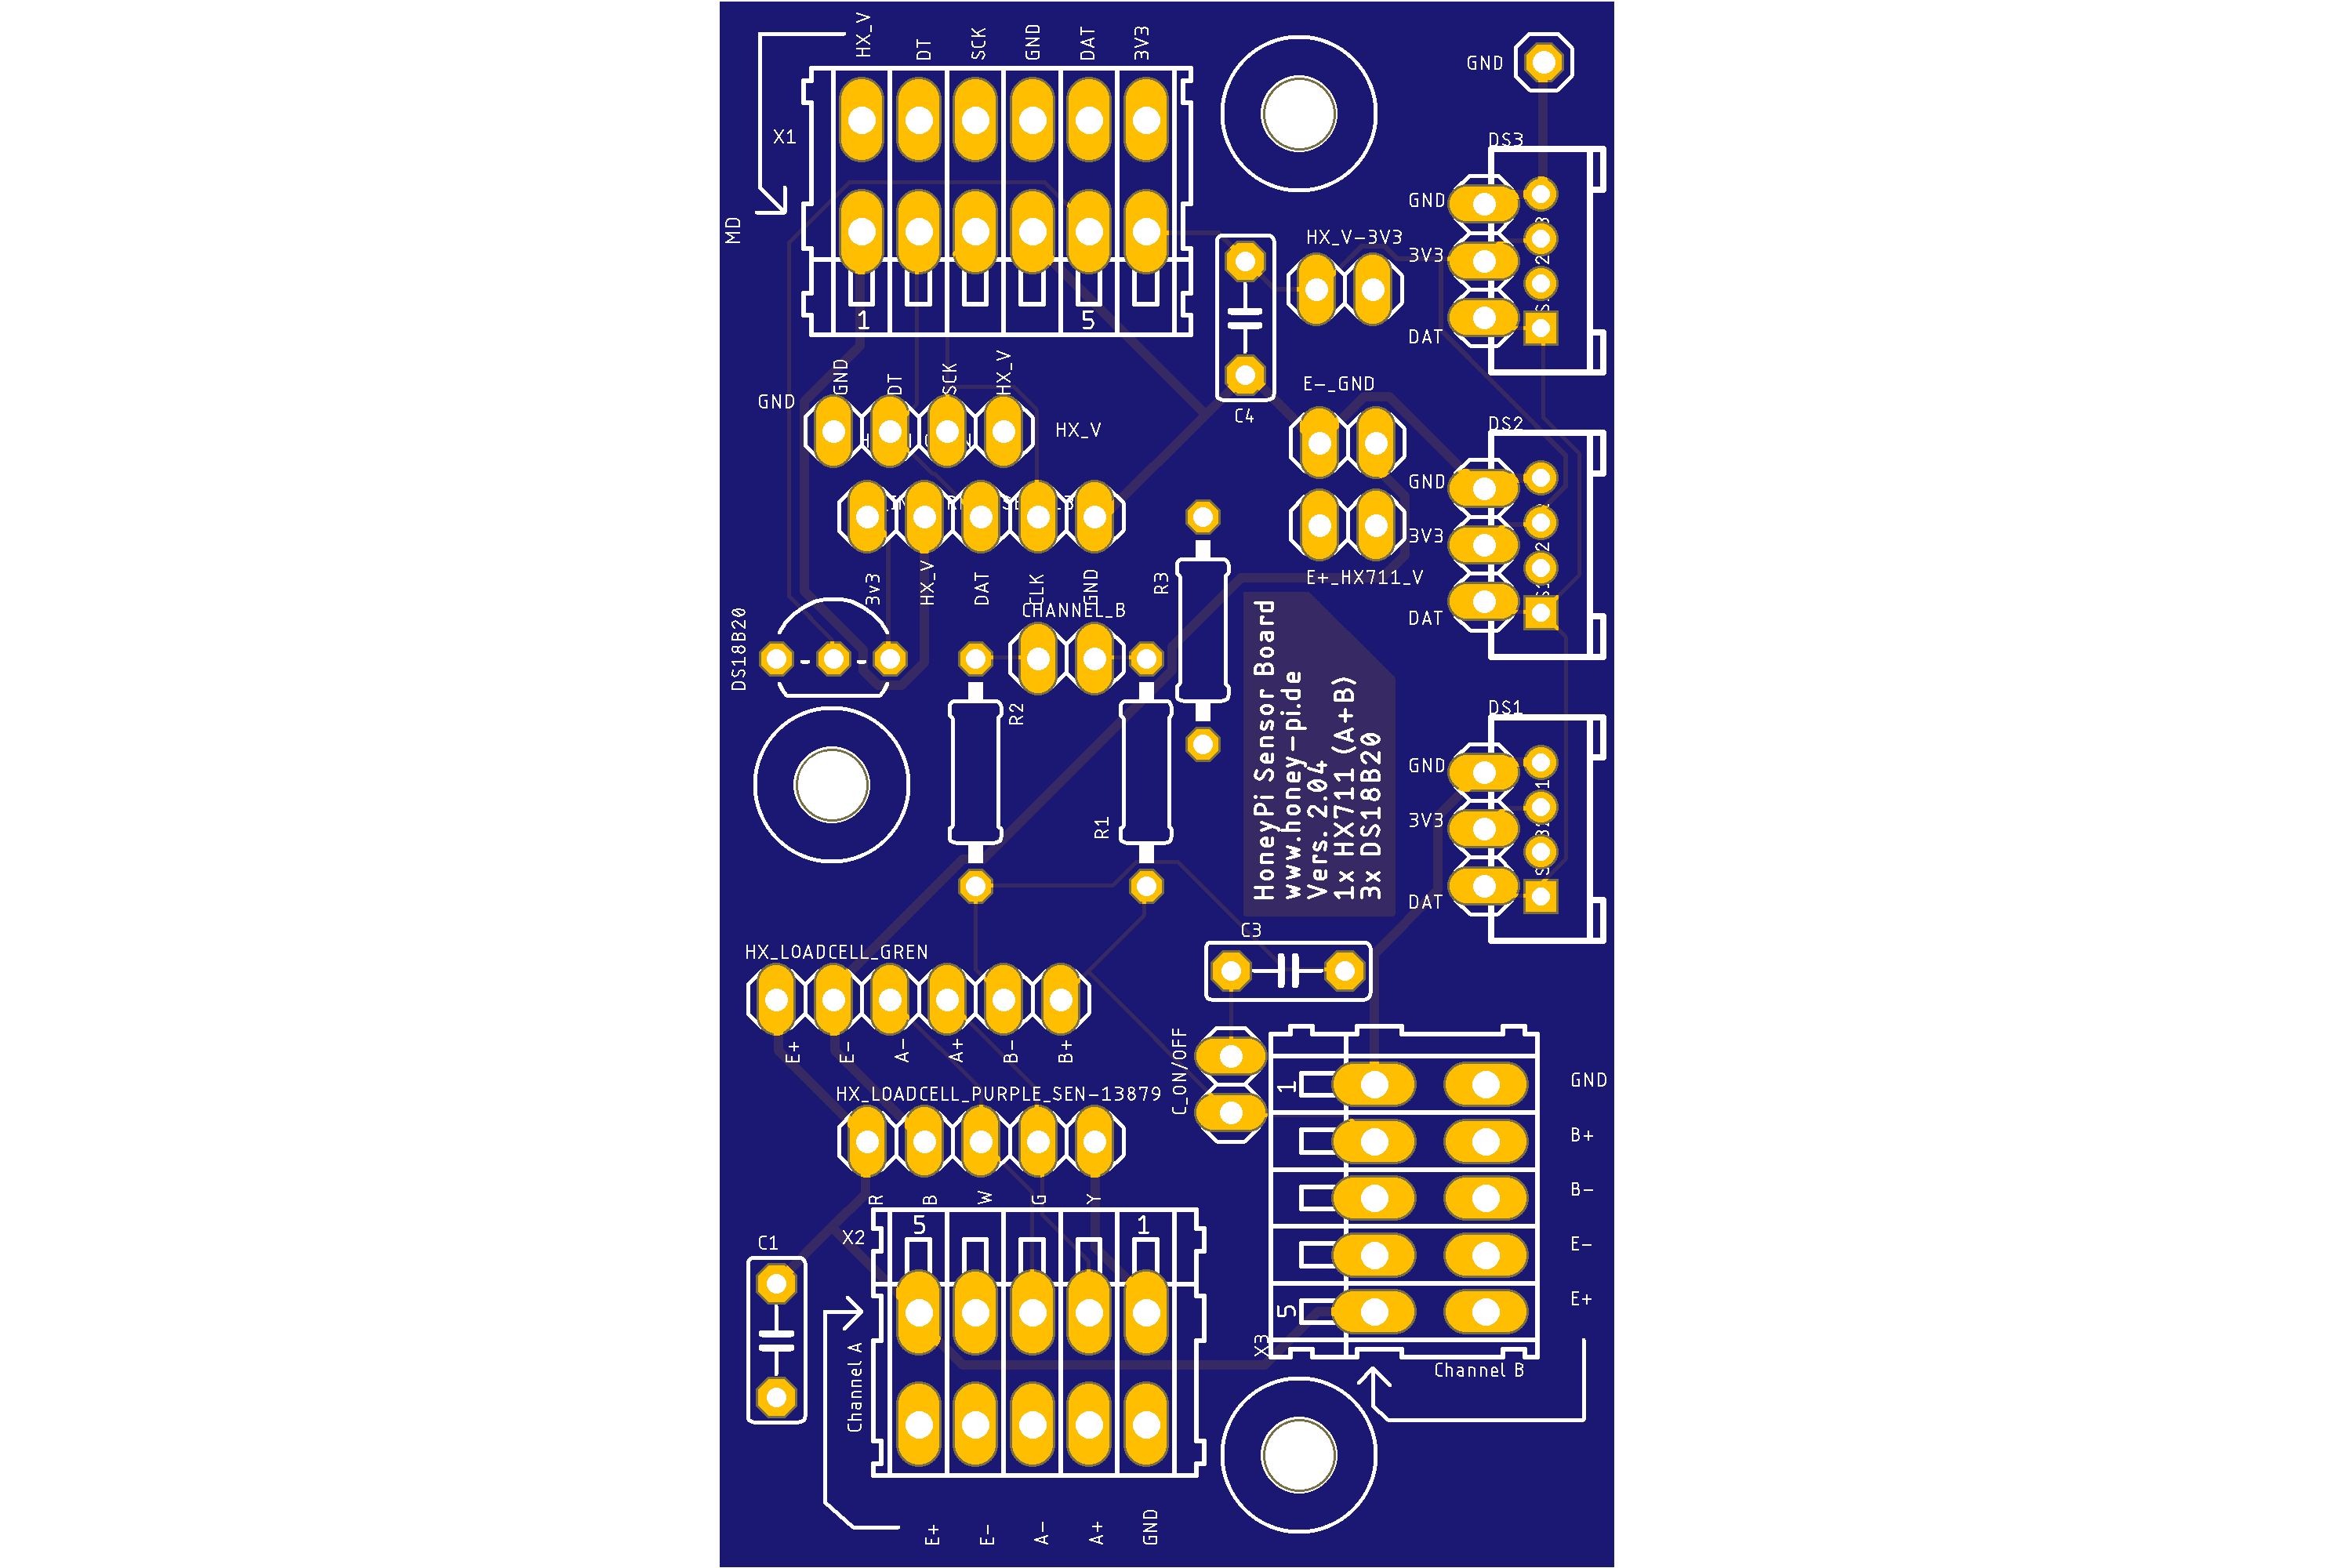 HX_V
DT
SCK
GND
DAT
3V3
GND
X1
MD
1
5
DS3
GND
3V3
DAT
HX_V-3V3
C4
E-_GND
GND
GND
DT
SCK
HX_V
HX_V
DS2
GND
3V3
DAT
E+_HX711_V
3v3
HX_V
DAT
CLK
GND
R3
CHANNEL_B
DS18B20
R2
R1
HoneyPi Sensor Board
www.honey-pi.de
Vers. 2.04
1x HX711 (A+B)
3x DS18B20
DS1
GND
3V3
DAT
C3
HX_LOADCELL_GREN
E+
E-
A-
A+
B-
B+
C_ON/OFF
HX_LOADCELL_PURPLE_SEN-13879
R
B
W
G
Y
1
5
GND
B+
B-
E-
E+
X3
Channel B
C1
X2
5
1
Channel A
E+
E-
A-
A+
GND